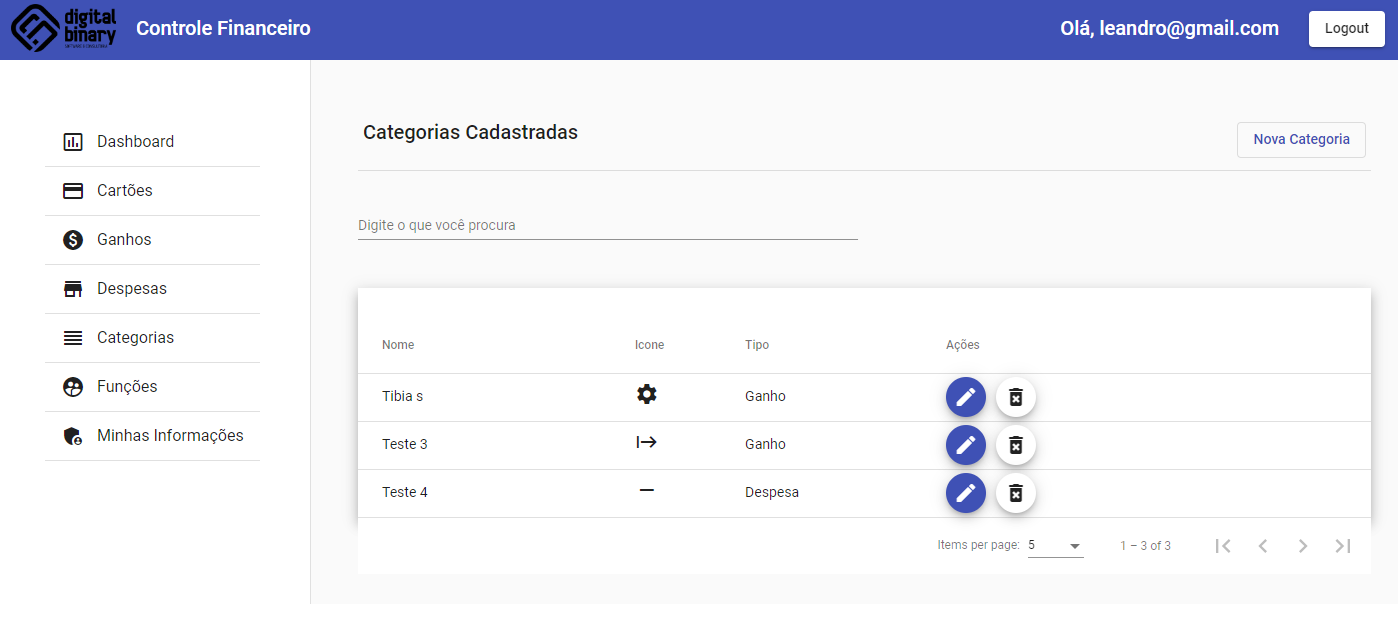 digital
binary
Controle Financeiro
Olá, leandro@gmail.com
Logout
Dashboard
Cartões
Ganhos
Despesas
Categorias
Funções
Minhas Informações
Categorias Cadastradas
Nova Categoria
Digite o que você procura
Nome Icone Tipo Ações
Tibia s Ganho
Teste 3 Ganho
Teste 4 Despesa
Items per page: 5 1 – 3 of 3